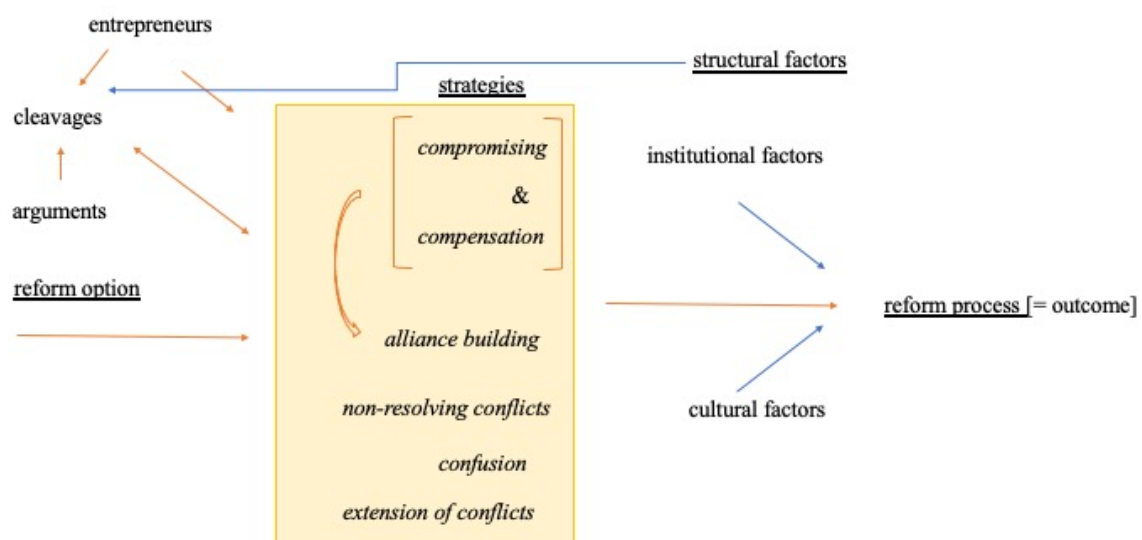 entrepreneurs
structural factors
strategies
cleavages
compromising
institutional factors
&
arguments
compensation
reform option
reform process [= outcome]
alliance building
non-resolving conflicts
cultural factors
confusion
extension of conflicts